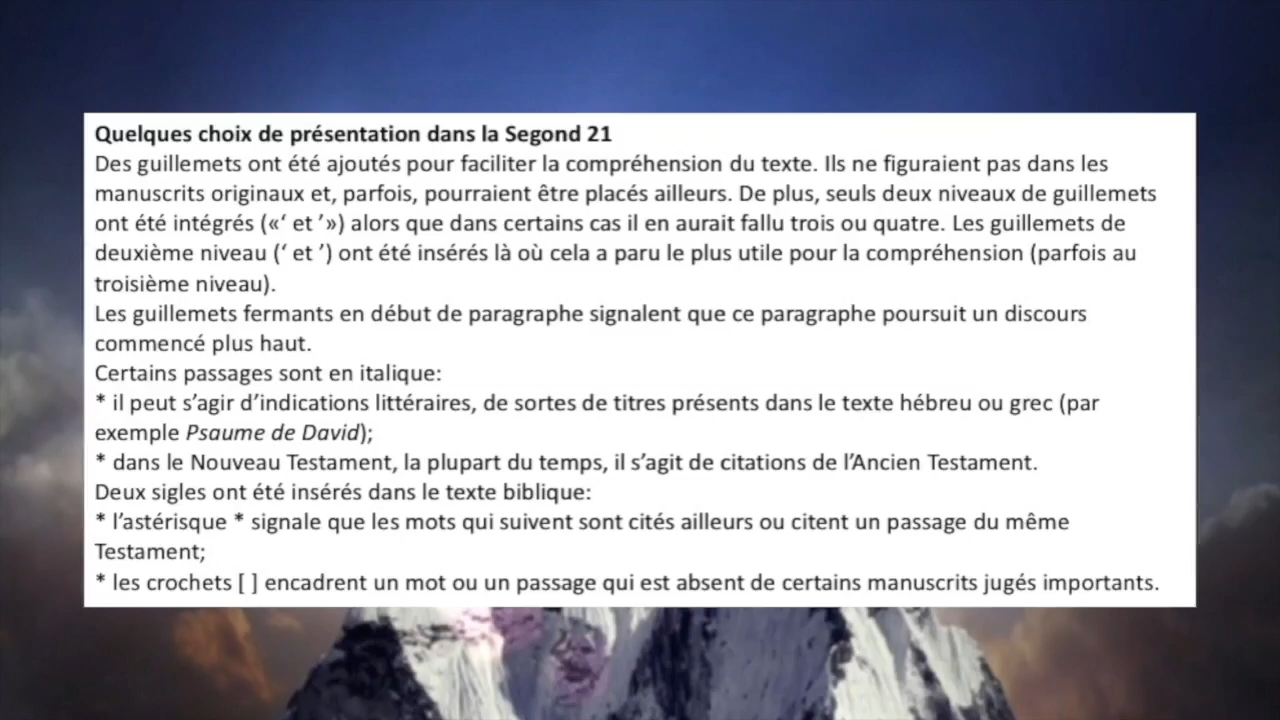 Quelques choix de présentation dans la Segond 21
Des guillemets ont été ajoutés pour faciliter la compréhension du texte. Ils ne figuraient pas dans les
manuscrits originaux et, parfois, pourraient être placés ailleurs. De plus, seuls deux niveaux de guillemets
ont été intégrés («‘ et ’») alors que dans certains cas il en aurait fallu trois ou quatre. Les guillemets de
deuxième niveau (‘ et ’) ont été insérés là où cela a paru le plus utile pour la compréhension (parfois au
troisième niveau).
Les guillemets fermants en début de paragraphe signalent que ce paragraphe poursuit un discours
commencé plus haut.
Certains passages sont en italique:
* il peut s’agir d’indications littéraires, de sortes de titres présents dans le texte hébreu ou grec (par
exemple Psaume de David);
* dans le Nouveau Testament, la plupart du temps, il s’agit de citations de l’Ancien Testament.
Deux sigles ont été insérés dans le texte biblique:
* l’astérisque * signale que les mots qui suivent sont cités ailleurs ou citent un passage du même
Testament;
* les crochets [ ] encadrent un mot ou un passage qui est absent de certains manuscrits jugés importants.